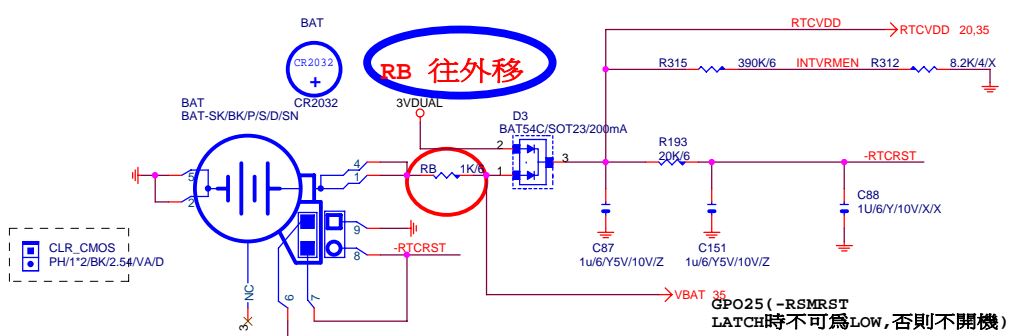 BAT
CR2032
+
CR2032
RB 往外移
3VDUAL
BAT
BAT-SK/BK/P/S/D/SN
D3
BAT54C/SOT23/200mA
RTCVDD
RTCVDD 20,35
R315 390K/6 INTVRMEN R312 8.2K/4/X
R193
20K/6
-RTCRST
2
3
1
4
1
RB 1K/6
5
2
9
8
-RTCRST
C87
1u/6/Y5V/10V/Z
C151
1u/6/Y5V/10V/Z
C88
1U/6/Y/10V/X/X
CLR_CMOS
PH/1*2/BK/2.54/VA/D
3
NC
6
7
VBAT 35
GPO25(-RSMRST
LATCH時不可爲LOW,否則不開機)